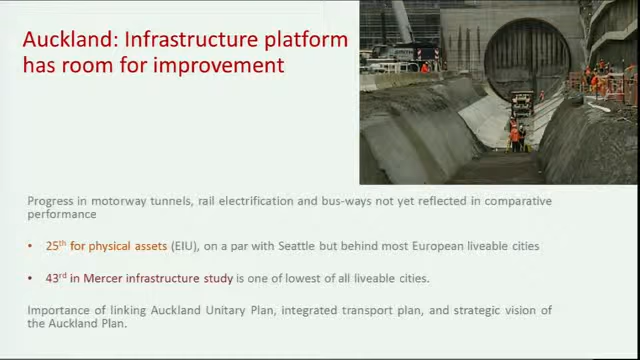 Auckland: Infrastructure platform
has room for improvement
Progress in motorway tunnels, rail electrification and bus-ways not yet reflected in comparative
performance
• 25th for physical assets (EIU), on a par with Seattle but behind most European liveable cities
• 43rd in Mercer infrastructure study is one of lowest of all liveable cities.
Importance of linking Auckland Unitary Plan, integrated transport plan, and strategic vision of
the Auckland Plan.